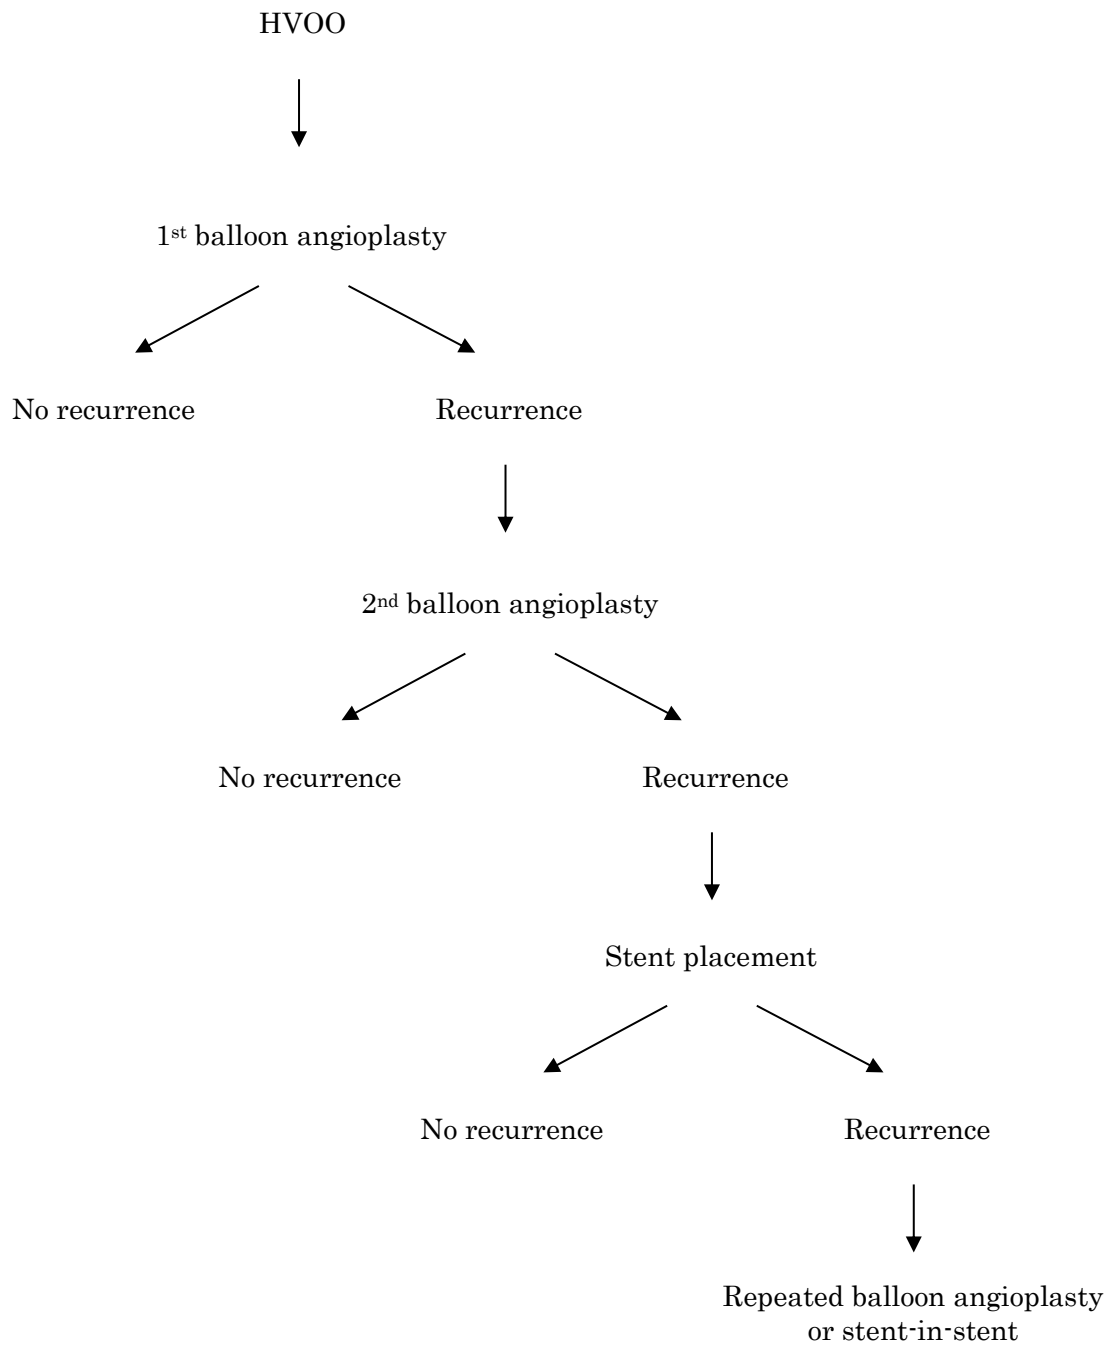 HVOO
1st balloon angioplasty
No recurrence
Recurrence
2nd balloon angioplasty
No recurrence
Recurrence
Stent placement
No recurrence
Recurrence
Repeated balloon angioplasty
or stent-in-stent